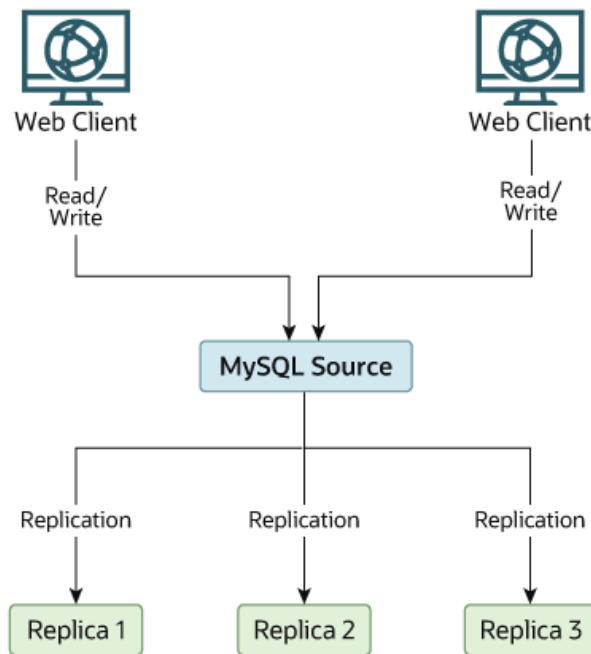 Web Client
Web Client
Read/
Write
Read/
Write
MySQL Source
Replication
Replication
Replication
Replica 1
Replica 2
Replica 3